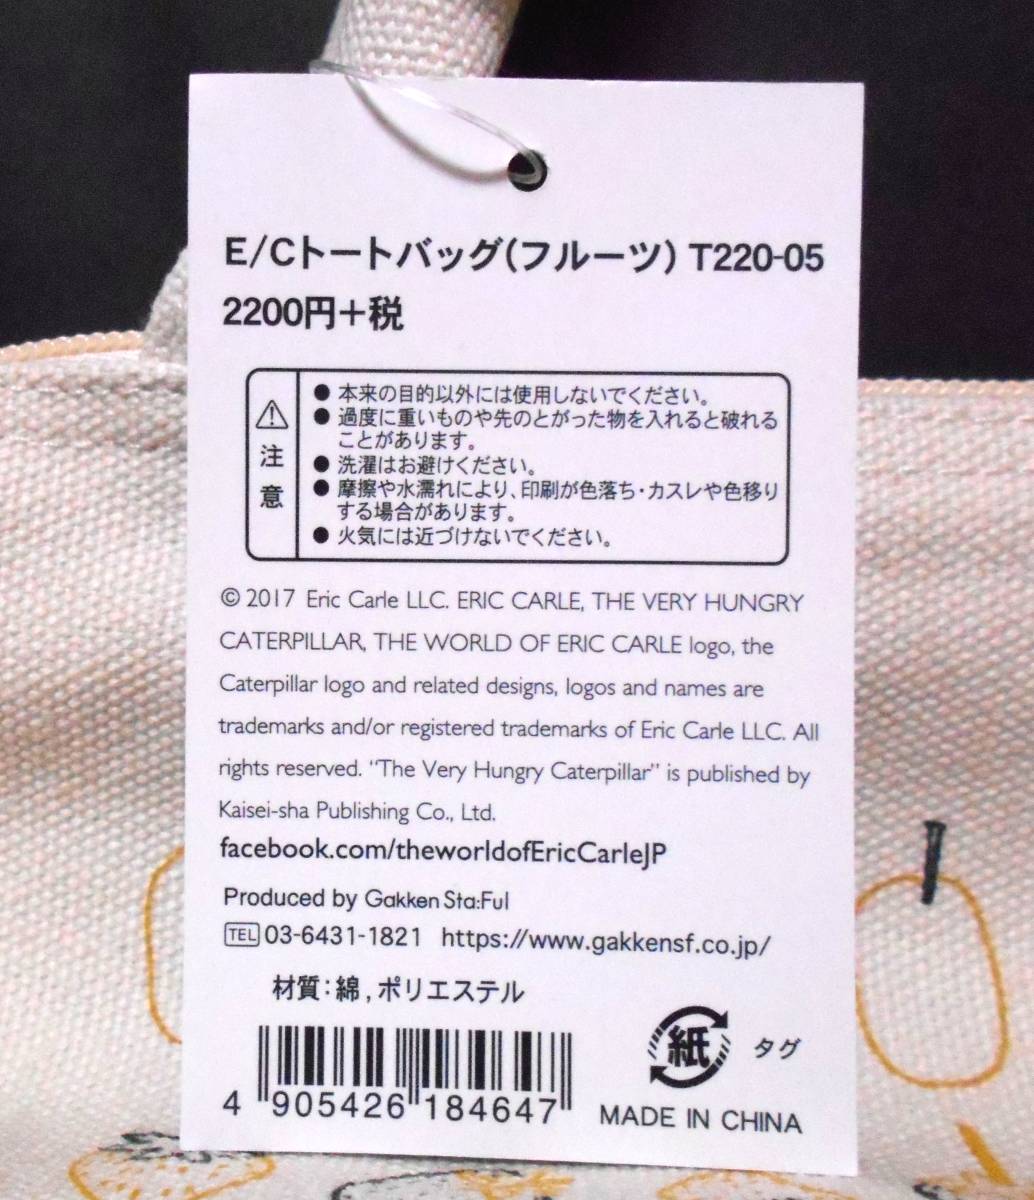 E/Cトートバッグ(フルーツ) T220-05
2200円+税
注意
● 本来の目的以外には使用しないでください。
● 過度に重いものや先のとがった物を入れると破れる
ことがあります。
● 洗濯はお避けください。
● 摩擦や水濡れにより、印刷が色落ち・カスレや色移り
する場合があります。
● 火気には近づけないでください。
© 2017 Eric Carle LLC. ERIC CARLE, THE VERY HUNGRY
CATERPILLAR, THE WORLD OF ERIC CARLE logo, the
Caterpillar logo and related designs, logos and names are
trademarks and/or registered trademarks of Eric Carle LLC. All
rights reserved. "The Very Hungry Caterpillar" is published by
Kaisei-sha Publishing Co., Ltd.
facebook.com/theworldofEricCarleJP
Produced by Gakken Sta:Ful
TEL 03-6431-1821 https://www.gakkensf.co.jp/
材質:綿,ポリエステル
紙 タグ
4 905426 184647
MADE IN CHINA